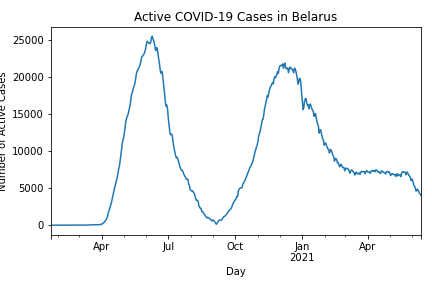 Active COVID-19 Cases in Belarus
Number of Active Cases
25000
20000
15000
10000
5000
0
Apr Jul Oct Jan Apr
2021
Day